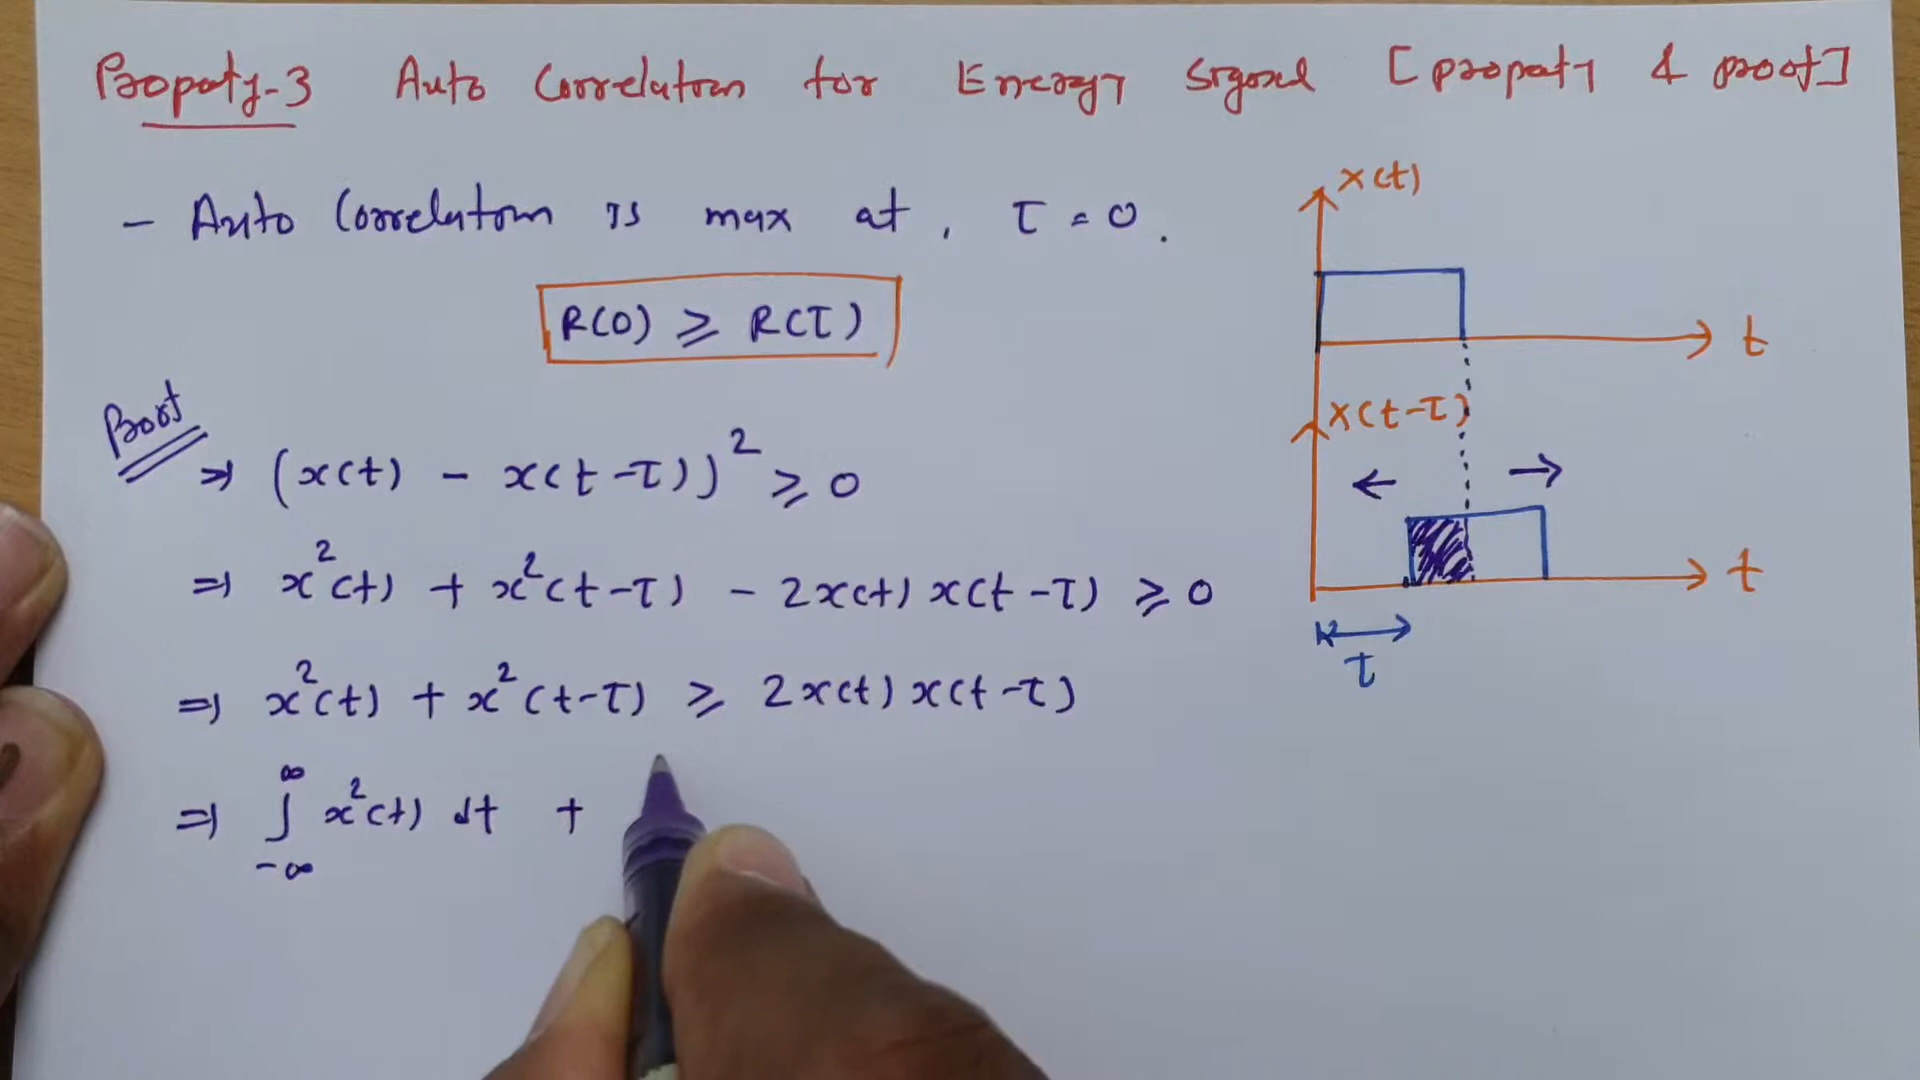 Property-3 Auto Correlation for Energy Signal [property & proof]
- Auto Correlation is max at, τ = 0.
R(0) ⩾ R(τ)
Proof
⇒ (x(t) - x(t-τ))² ⩾ 0
⇒ x²(t) + x²(t-τ) - 2x(t) x(t-τ) ⩾ 0
⇒ x²(t) + x²(t-τ) ⩾ 2x(t) x(t-τ)
⇒ ∫_{-∞}^{∞} x²(t) dt +
x(t)
t
x(t-τ)
← →
t
τ